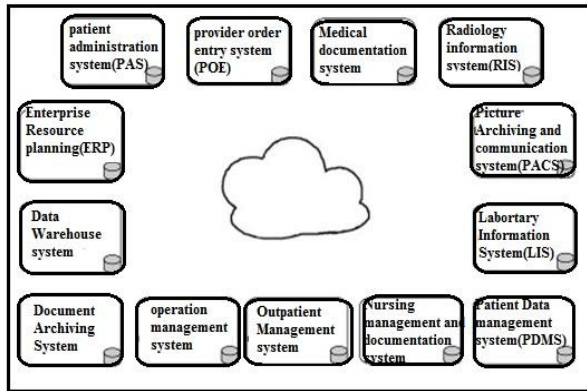 patient
administration
system(PAS)
provider order
entry system
(POE)
Medical
documentation
system
Radiology
information
system(RIS)
Enterprise
Resource
planning(ERP)
Picture
Archiving and
communication
system(PACS)
Data
Warehouse
system
Labortary
Information
System(LIS)
Document
Archiving
System
operation
management
system
Outpatient
Management
system
Nursing
management and
documentation
system
Patient Data
management
system(PDMS)